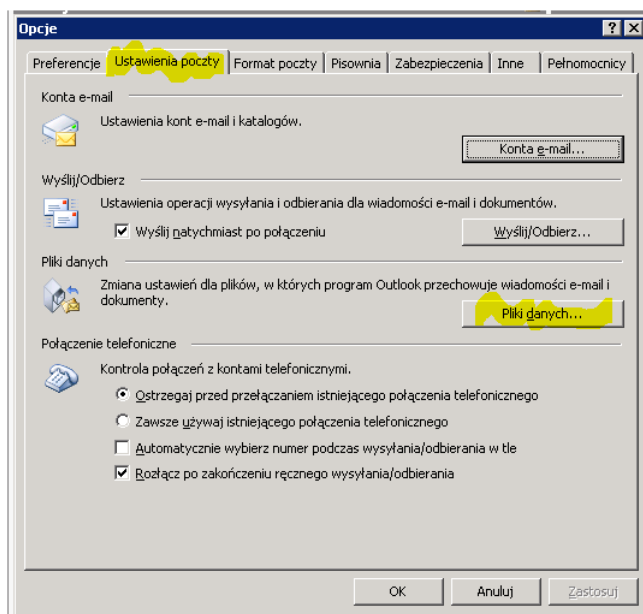 Opcje
Preferencje Ustawienia poczty Format poczty Pisownia Zabezpieczenia Inne Pełnomocnicy
Konta e-mail
Ustawienia kont e-mail i katalogów.
Konta e-mail...
Wyślij/Odbierz
Ustawienia operacji wysyłania i odbierania dla wiadomości e-mail i dokumentów.
Wyślij natychmiast po połączeniu
Wyślij/Odbierz...
Pliki danych
Zmiana ustawień dla plików, w których program Outlook przechowuje wiadomości e-mail i
dokumenty.
Pliki danych...
Połączenie telefoniczne
Kontrola połączeń z kontami telefonicznymi.
Ostrzegaj przed przełączaniem istniejącego połączenia telefonicznego
Zawsze używaj istniejącego połączenia telefonicznego
Automatycznie wybierz numer podczas wysyłania/odbierania w tle
Rozłącz po zakończeniu ręcznego wysyłania/odbierania
OK Anuluj Zastosuj